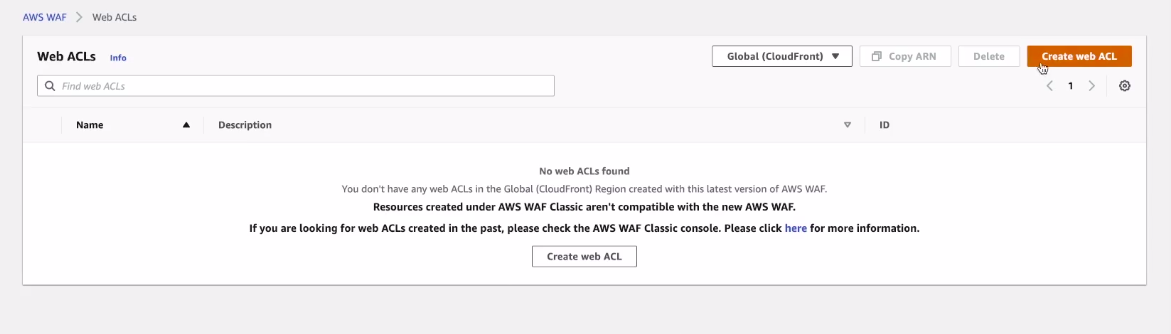 AWS WAF > Web ACLs
Web ACLs Info
Global (CloudFront) ▼ Copy ARN Delete Create web ACL
Find web ACLs
< 1 >
Name ▲ Description ▽ ID
No web ACLs found
You don't have any web ACLs in the Global (CloudFront) Region created with this latest version of AWS WAF.
Resources created under AWS WAF Classic aren't compatible with the new AWS WAF.
If you are looking for web ACLs created in the past, please check the AWS WAF Classic console. Please click here for more information.
Create web ACL